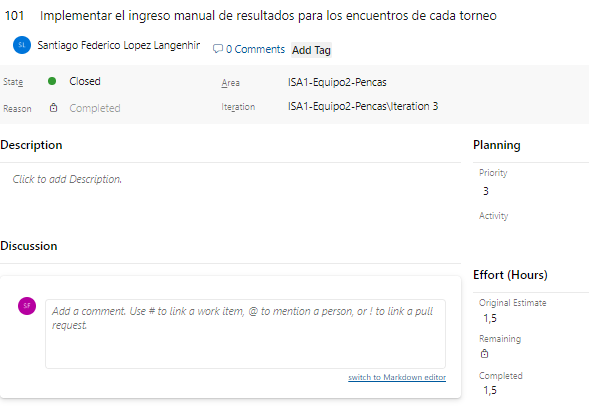 101 Implementar el ingreso manual de resultados para los encuentros de cada torneo
SL Santiago Federico Lopez Langenhir 0 Comments Add Tag
State Closed Area ISA1-Equipo2-Pencas
Reason Completed Iteration ISA1-Equipo2-Pencas\Iteration 3
Description
Click to add Description.
Planning
Priority
3
Activity
Discussion
SF
Add a comment. Use # to link a work item, @ to mention a person, or ! to link a pull
request.
switch to Markdown editor
Effort (Hours)
Original Estimate
1,5
Remaining
Completed
1,5